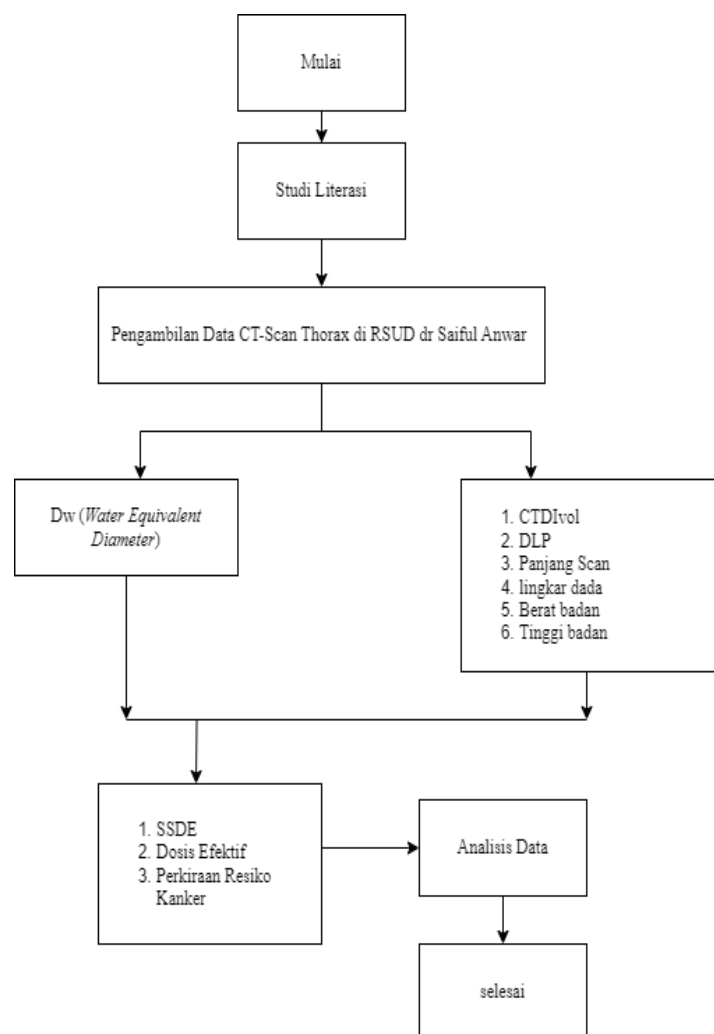 Mulai
Studi Literasi
Pengambilan Data CT-Scan Thorax di RSUD dr Saiful Anwar
Dw (Water Equivalent
Diameter)
1. CTDIvol
2. DLP
3. Panjang Scan
4. lingkar dada
5. Berat badan
6. Tinggi badan
1. SSDE
2. Dosis Efektif
3. Perkiraan Resiko
Kanker
Analisis Data
selesai